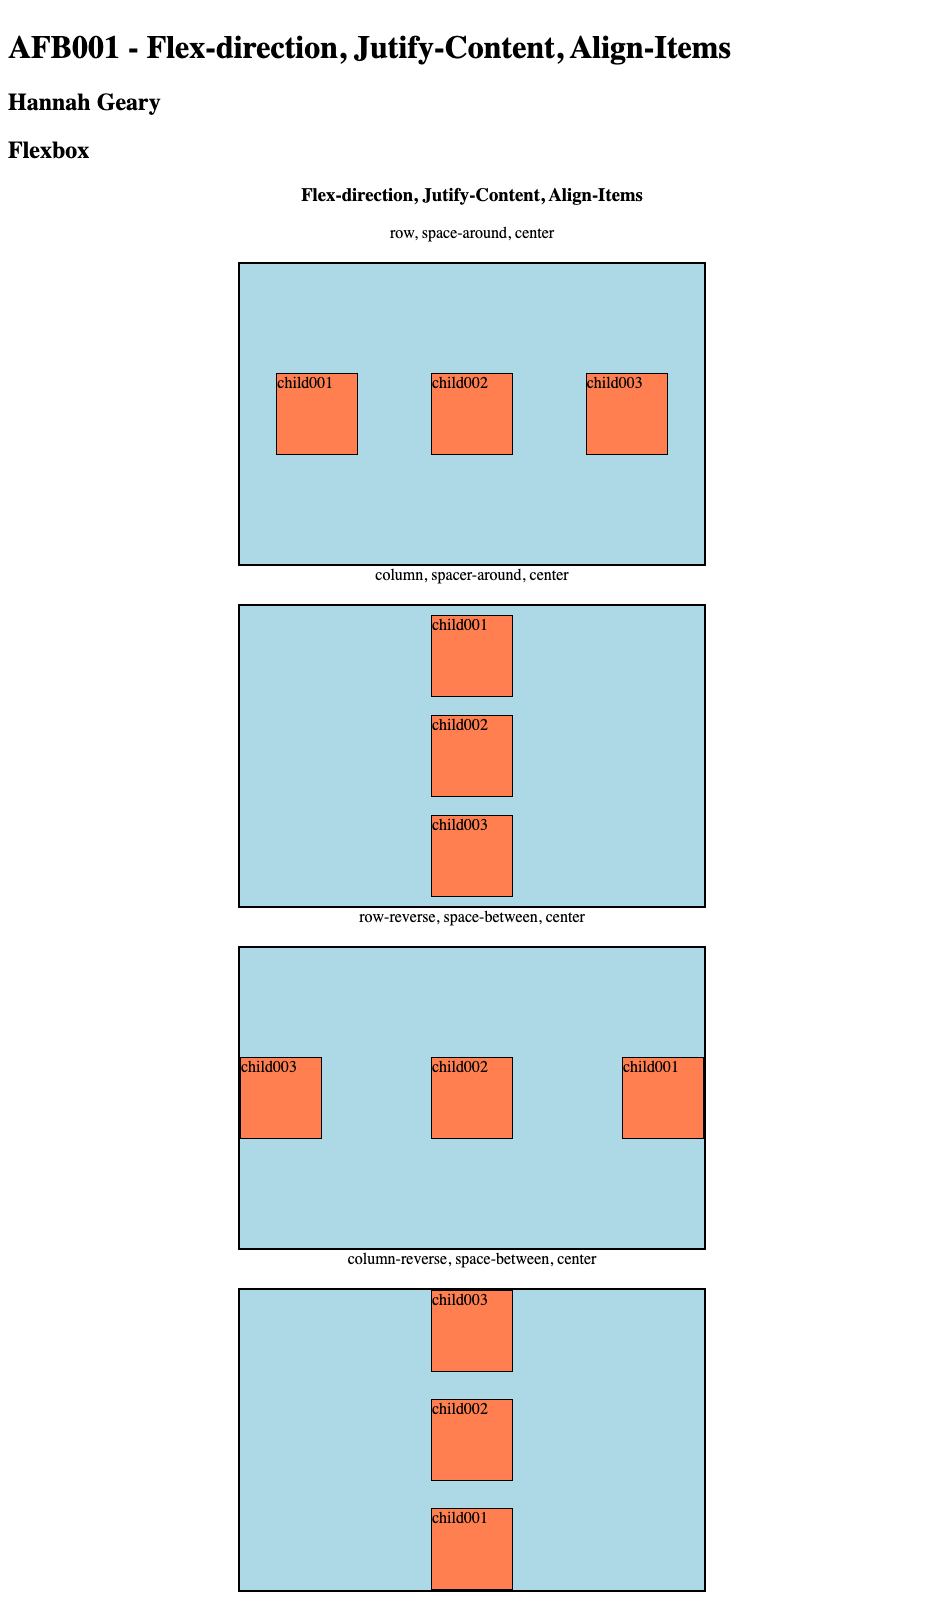 AFB001 - Flex-direction, Jutify-Content, Align-Items
Hannah Geary
Flexbox
Flex-direction, Jutify-Content, Align-Items
row, space-around, center
child001 child002 child003
column, spacer-around, center
child001
child002
child003
row-reverse, space-between, center
child003 child002 child001
column-reverse, space-between, center
child003
child002
child001